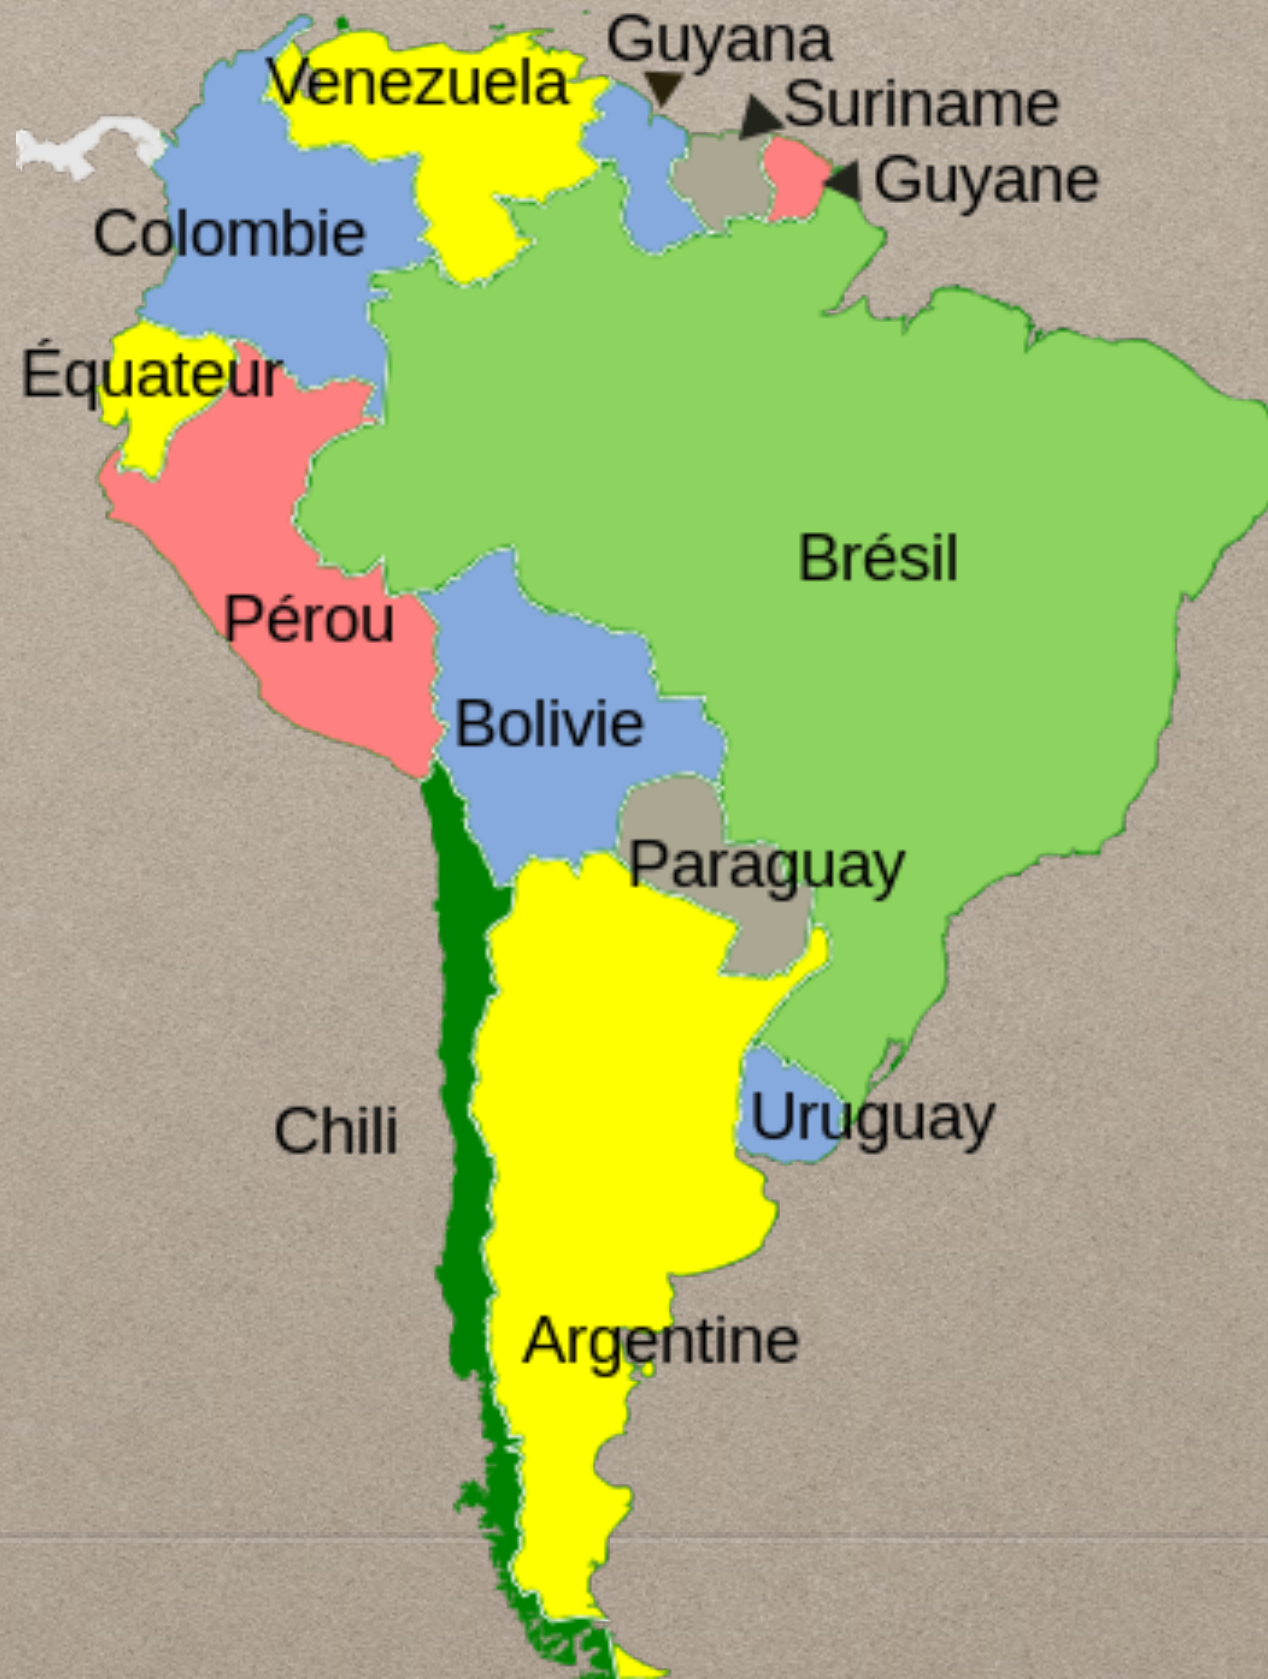 Guyana
Venezuela
Suriname
Guyane
Colombie
Équateur
Brésil
Pérou
Bolivie
Paraguay
Uruguay
Chili
Argentine